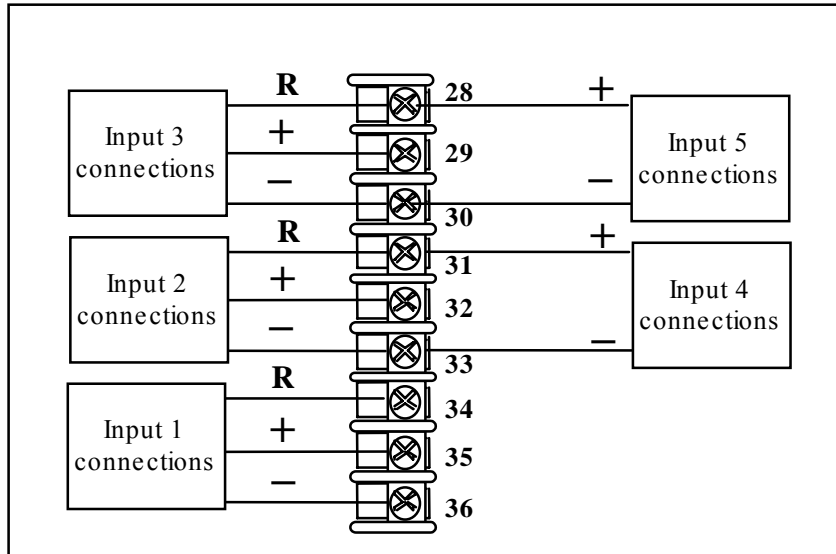 R
28
+
Input 3
connections
+
29
Input 5
connections
−
30
−
R
31
+
Input 2
connections
+
32
Input 4
connections
−
33
−
R
34
Input 1
connections
+
35
−
36